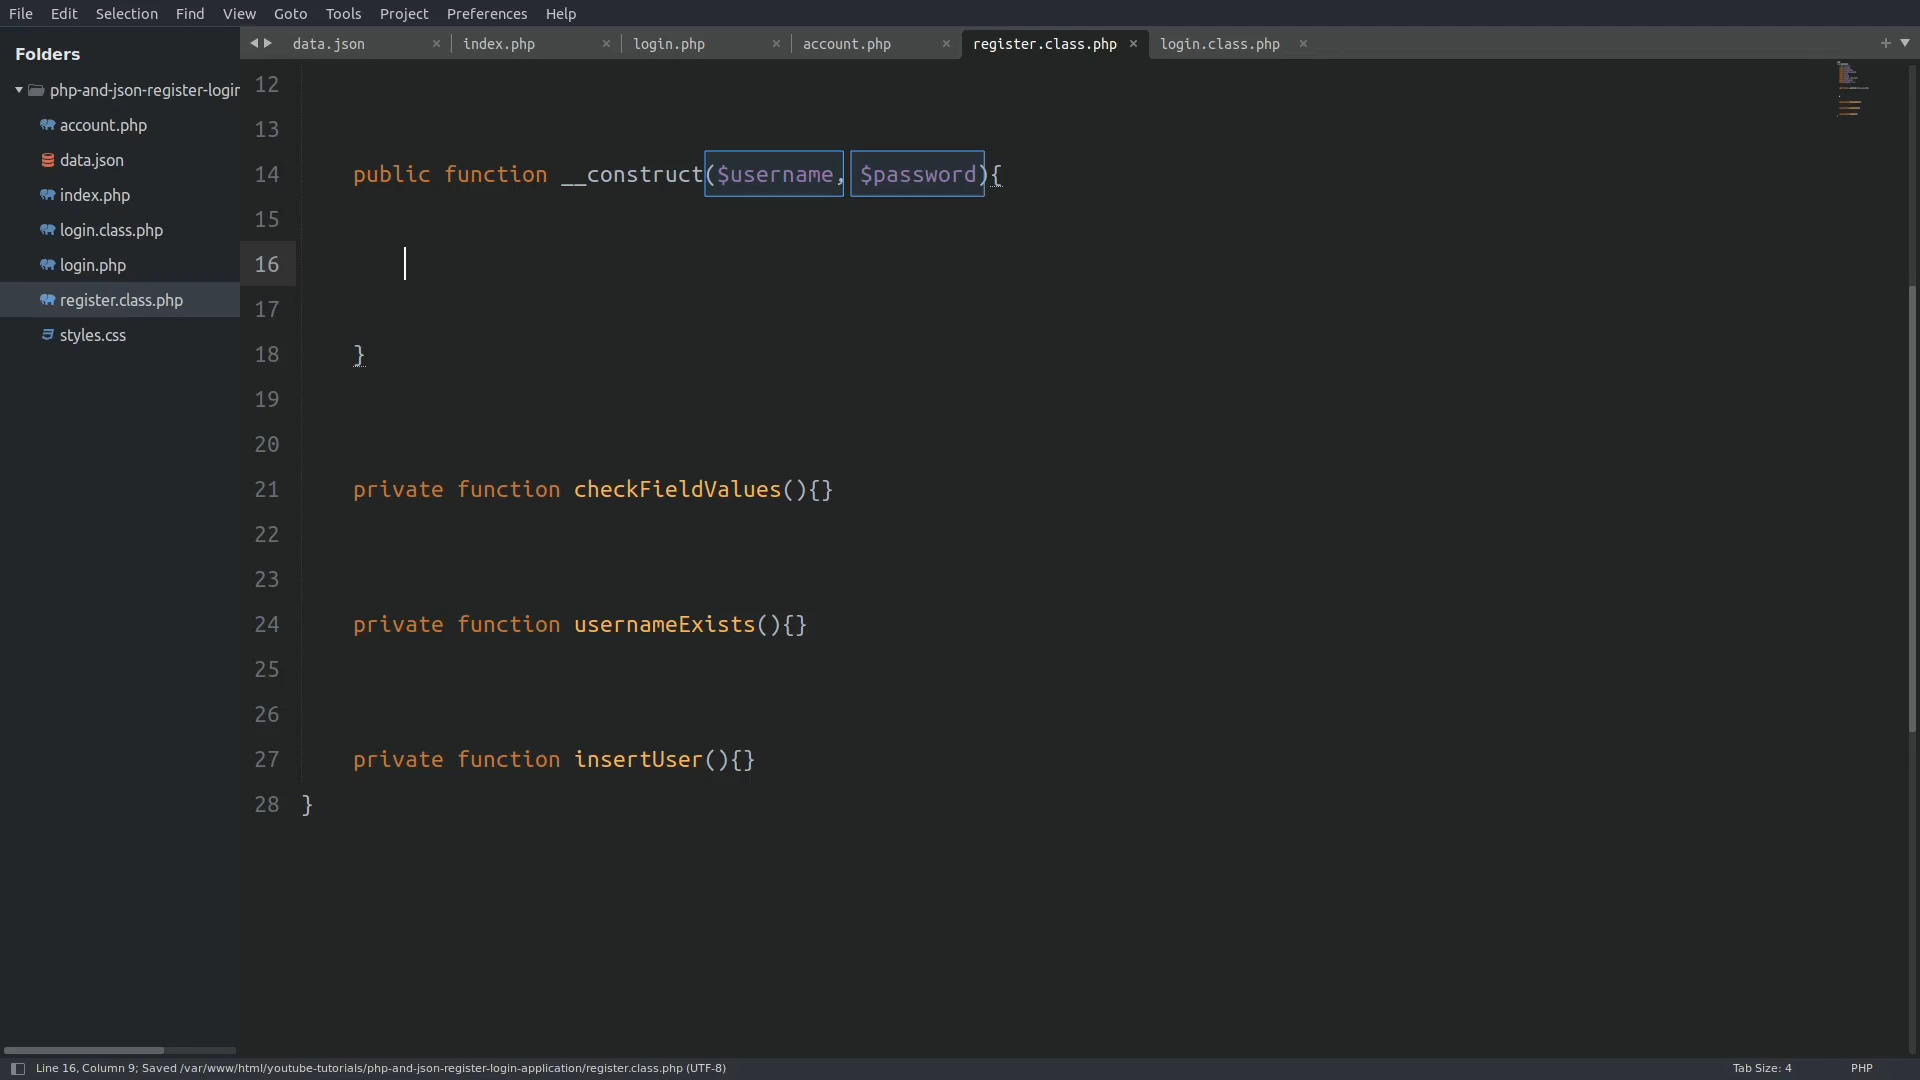 File Edit Selection Find View Goto Tools Project Preferences Help
Folders
php-and-json-register-login
account.php
data.json
index.php
login.class.php
login.php
register.class.php
styles.css
data.json × index.php × login.php × account.php × register.class.php × login.class.php ×
12
13
14 public function __construct($username, $password){
15
16
17
18 }
19
20
21 private function checkFieldValues(){}
22
23
24 private function usernameExists(){}
25
26
27 private function insertUser(){}
28 }
Line 16, Column 9; Saved /var/www/html/youtube-tutorials/php-and-json-register-login-application/register.class.php (UTF-8) Tab Size: 4 PHP